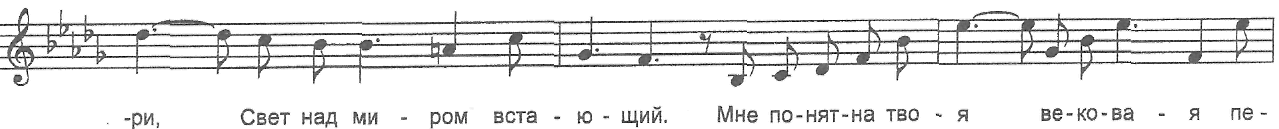 -ри, Свет над ми - ром вста - ю - щий. Мне по-нят-на тво - я ве-ко-ва - я пе -